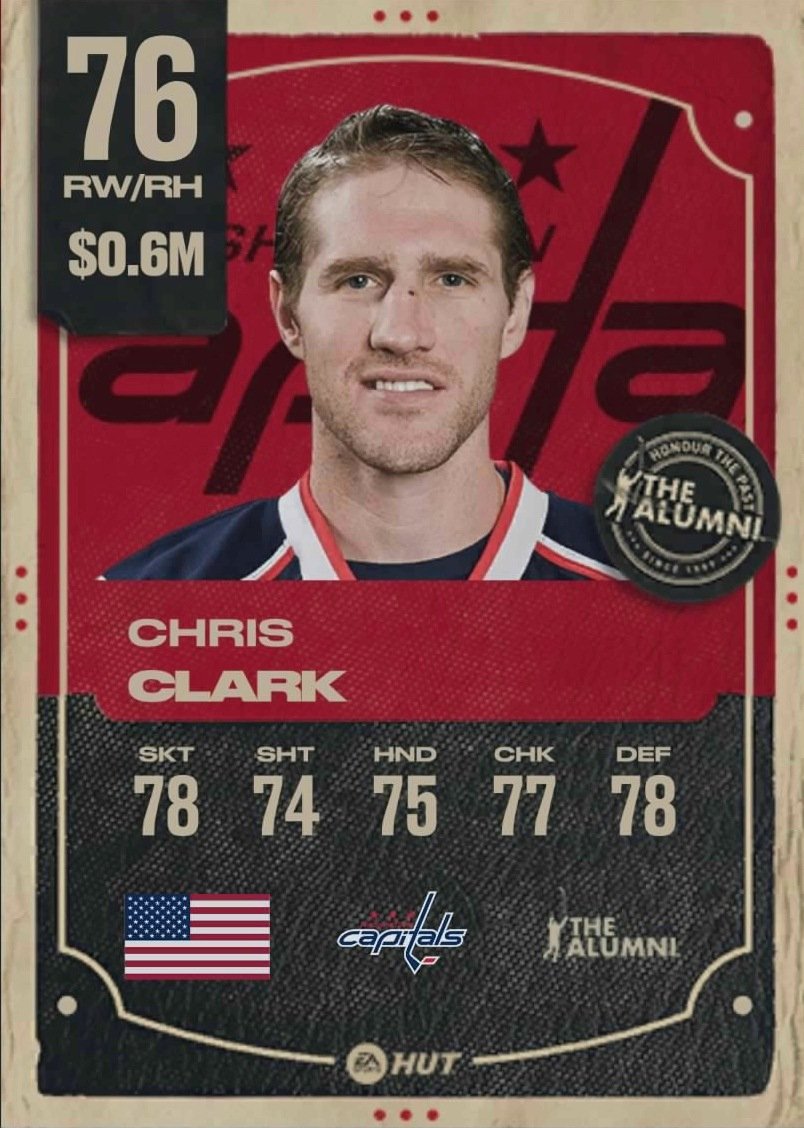 76
RW/RH
$0.6M
HONOUR THE PAST
THE
ALUMNI
CHRIS
CLARK
SKT SHT HND CHK DEF
78 74 75 77 78
capitals
THE
ALUMNI
EA
HUT